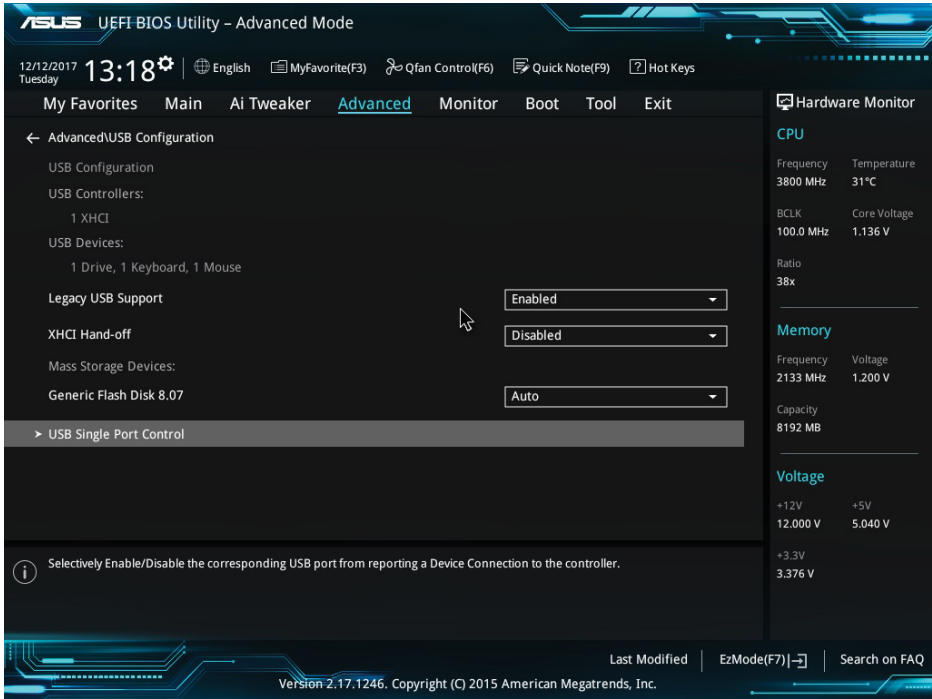 ASUS UEFI BIOS Utility – Advanced Mode
12/12/2017 Tuesday 13:18 English MyFavorite(F3) Qfan Control(F6) Quick Note(F9) ? Hot Keys
My Favorites Main Ai Tweaker Advanced Monitor Boot Tool Exit
← Advanced\USB Configuration
USB Configuration
USB Controllers:
1 XHCI
USB Devices:
1 Drive, 1 Keyboard, 1 Mouse
Legacy USB Support Enabled
XHCI Hand-off Disabled
Mass Storage Devices:
Generic Flash Disk 8.07 Auto
> USB Single Port Control
Selectively Enable/Disable the corresponding USB port from reporting a Device Connection to the controller.
Hardware Monitor
CPU
Frequency Temperature
3800 MHz 31°C
BCLK Core Voltage
100.0 MHz 1.136 V
Ratio
38x
Memory
Frequency Voltage
2133 MHz 1.200 V
Capacity
8192 MB
Voltage
+12V +5V
12.000 V 5.040 V
+3.3V
3.376 V
Last Modified EzMode(F7) Search on FAQ
Version 2.17.1246. Copyright (C) 2015 American Megatrends, Inc.